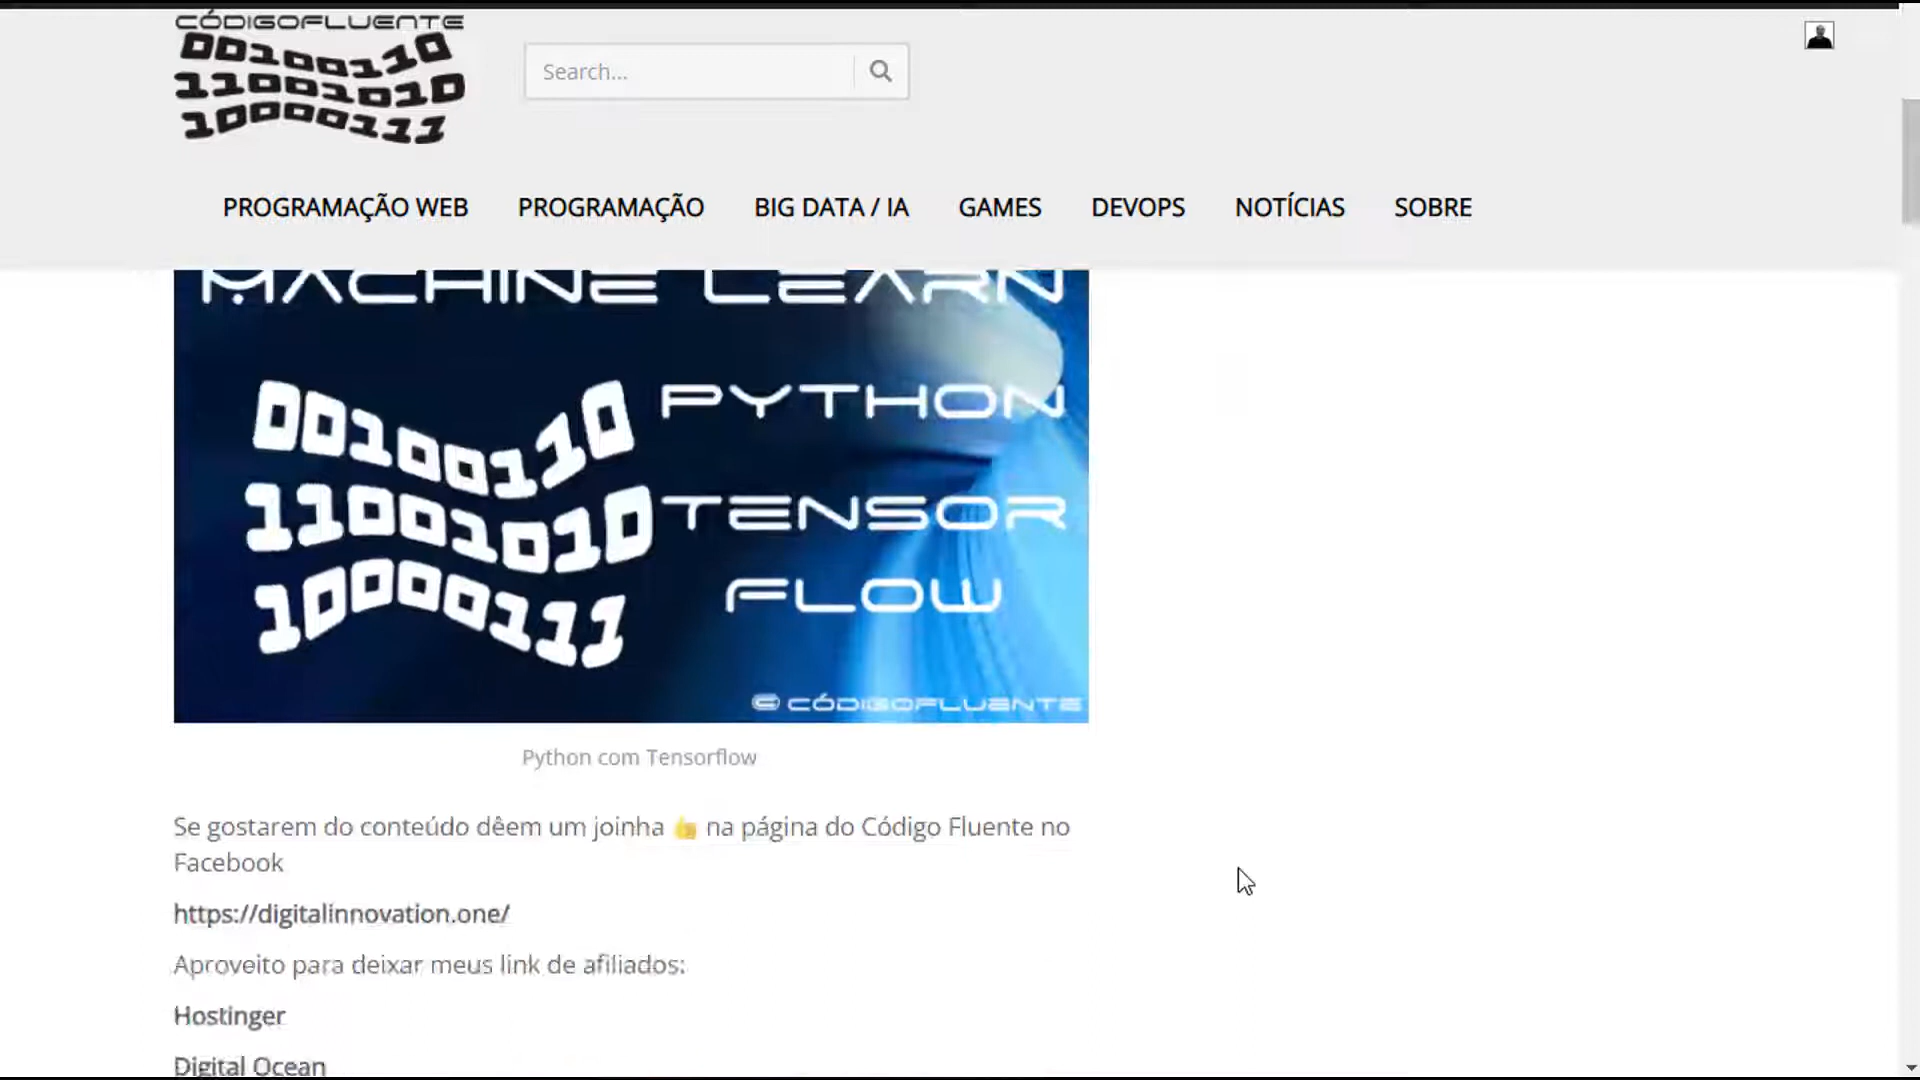 CÓDIGOFLUENTE
00100110
11001010
10000111
Search...
PROGRAMAÇÃO WEB PROGRAMAÇÃO BIG DATA / IA GAMES DEVOPS NOTÍCIAS SOBRE
MACHINE LEARN
00100110
PYTHON
11001010
TENSOR
10000111
FLOW
© CÓDIGOFLUENTE
Python com Tensorflow
Se gostarem do conteúdo dêem um joinha 👍 na página do Código Fluente no
Facebook
https://digitalinnovation.one/
Aproveito para deixar meus link de afiliados:
Hostinger
Digital Ocean